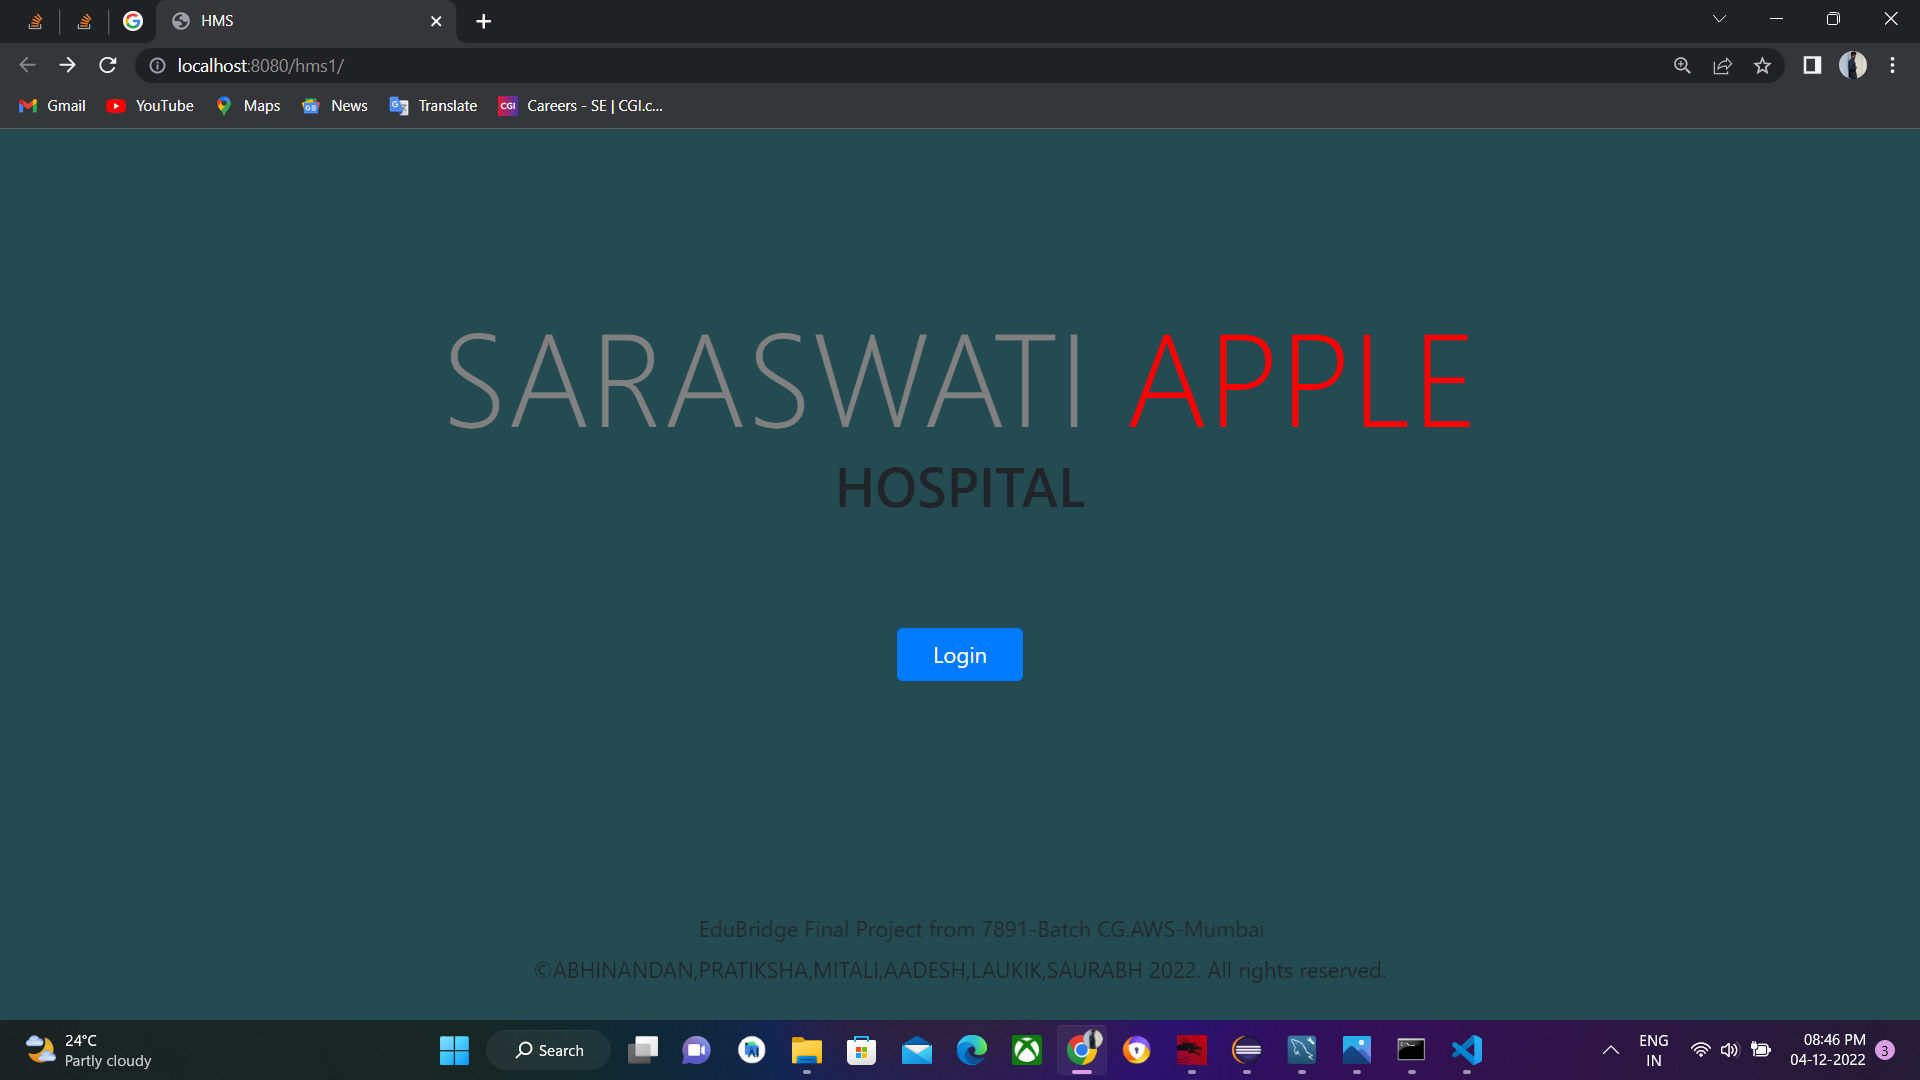 HMS
localhost:8080/hms1/
Gmail YouTube Maps News Translate CGI Careers - SE | CGI.c...
SARASWATI APPLE
HOSPITAL
Login
EduBridge Final Project from 7891-Batch CG.AWS-Mumbai
©ABHINANDAN,PRATIKSHA,MITALI,AADESH,LAUKIK,SAURABH 2022. All rights reserved.
24°C
Partly cloudy
Search
ENG
IN
08:46 PM
04-12-2022
3